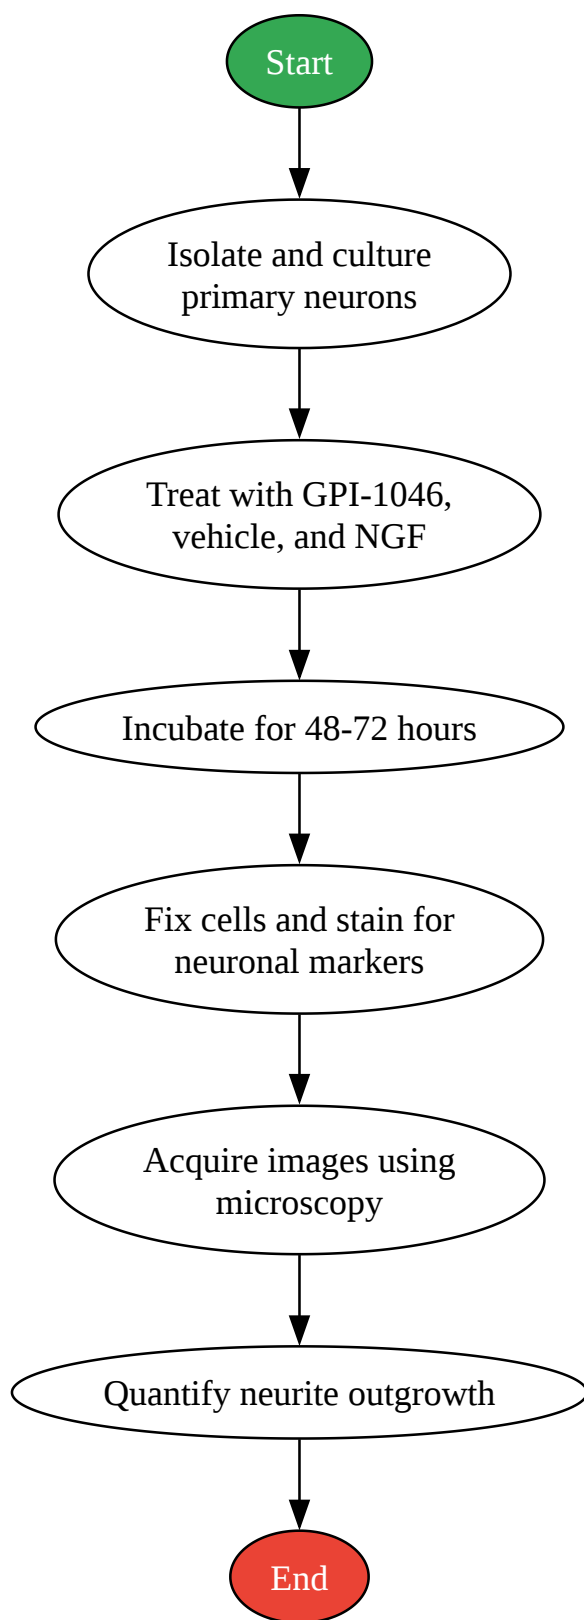 Start
Isolate and culture
primary neurons
Treat with GPI-1046,
vehicle, and NGF
Incubate for 48-72 hours
Fix cells and stain for
neuronal markers
Acquire images using
microscopy
Quantify neurite outgrowth
End